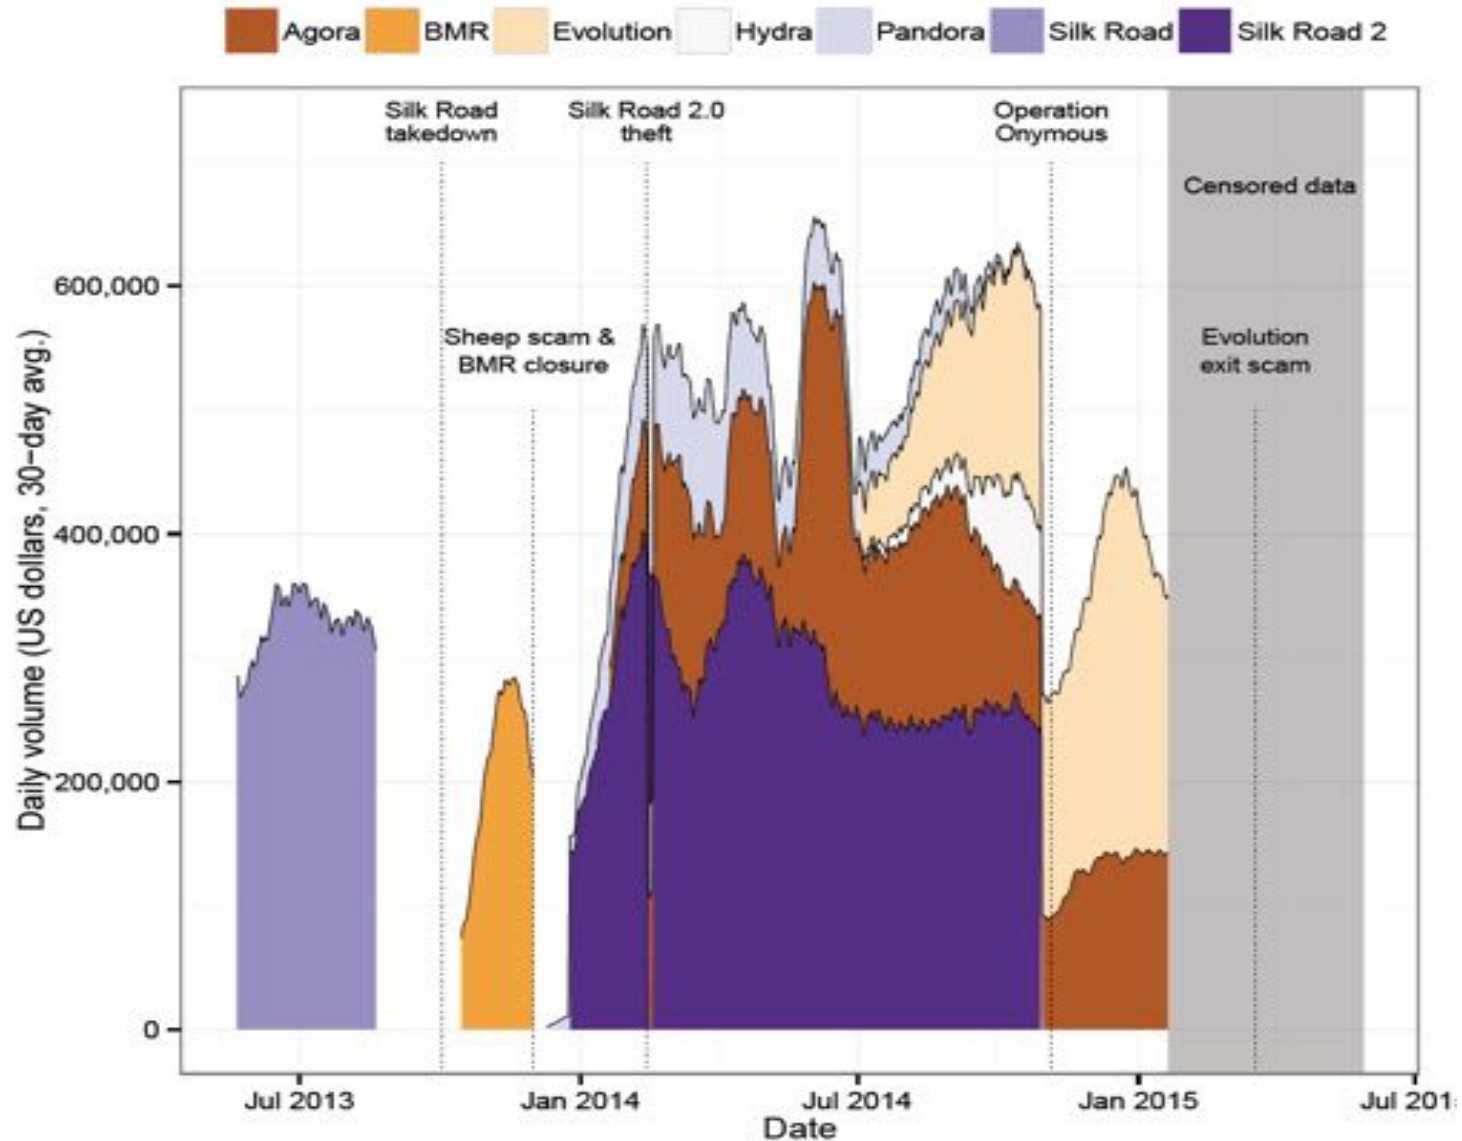 Agora BMR Evolution Hydra Pandora Silk Road Silk Road 2
Silk Road
takedown
Silk Road 2.0
theft
Operation
Onymous
Censored data
Sheep scam &
BMR closure
Evolution
exit scam
Daily volume (US dollars, 30-day avg.)
600,000
400,000
200,000
0
Jul 2013 Jan 2014 Jul 2014 Jan 2015 Jul 201
Date